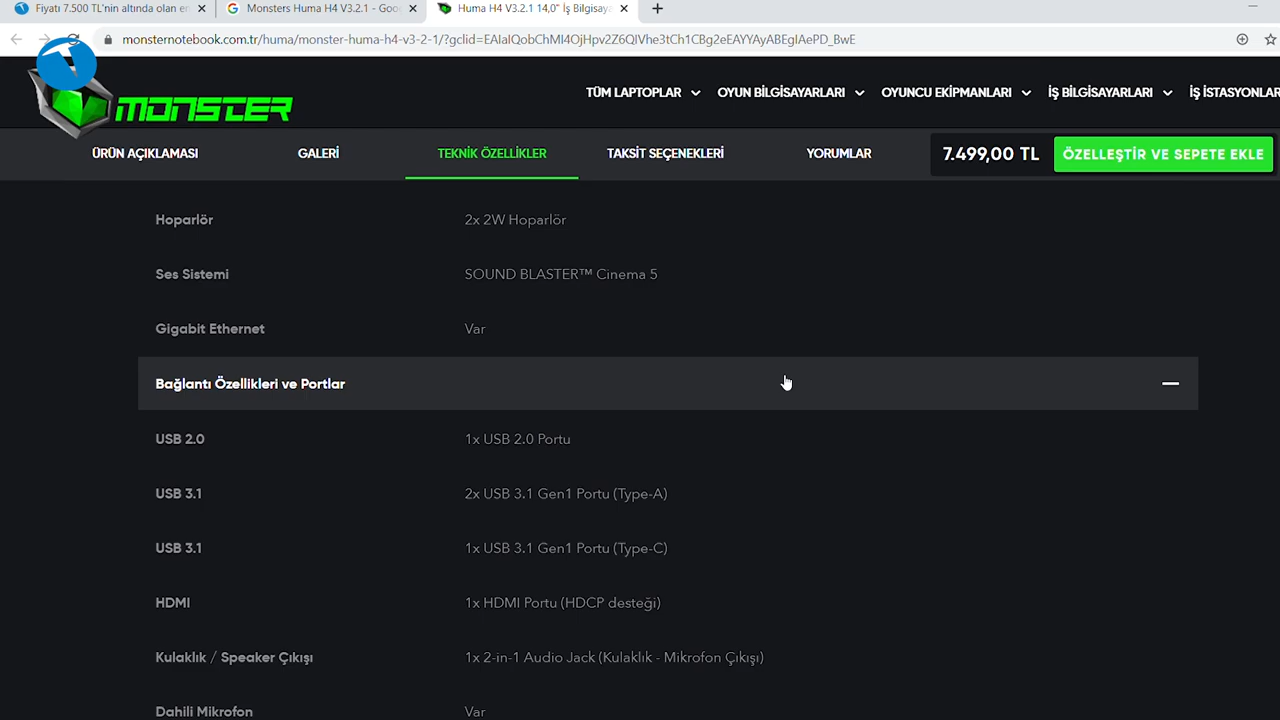 Fiyatı 7.500 TL'nin altında olan en
Monsters Huma H4 V3.2.1 - Goo
Huma H4 V3.2.1 14,0" İş Bilgisaya
monsternotebook.com.tr/huma/monster-huma-h4-v3-2-1/?gclid=EAIaIQobChMI4OjHpv2Z6QIVhe3tCh1CBg2eEAYYAyABEgIAePD_BwE
MONSTER
TÜM LAPTOPLAR
OYUN BİLGİSAYARLARI
OYUNCU EKİPMANLARI
İŞ BİLGİSAYARLARI
İŞ İSTASYONLAR
ÜRÜN AÇIKLAMASI
GALERİ
TEKNİK ÖZELLİKLER
TAKSİT SEÇENEKLERİ
YORUMLAR
7.499,00 TL
ÖZELLEŞTİR VE SEPETE EKLE
Hoparlör 2x 2W Hoparlör
Ses Sistemi SOUND BLASTER™ Cinema 5
Gigabit Ethernet Var
Bağlantı Özellikleri ve Portlar
USB 2.0 1x USB 2.0 Portu
USB 3.1 2x USB 3.1 Gen1 Portu (Type-A)
USB 3.1 1x USB 3.1 Gen1 Portu (Type-C)
HDMI 1x HDMI Portu (HDCP desteği)
Kulaklık / Speaker Çıkışı 1x 2-in-1 Audio Jack (Kulaklık - Mikrofon Çıkışı)
Dahili Mikrofon Var